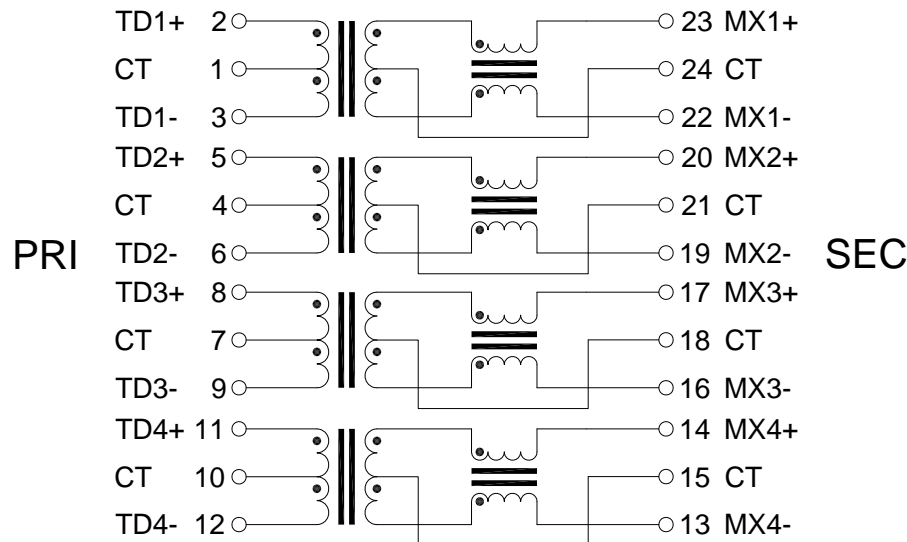 TD1+ 2 23 MX1+
CT 1 24 CT
TD1- 3 22 MX1-
TD2+ 5 20 MX2+
CT 4 21 CT
PRI TD2- 6 19 MX2- SEC
TD3+ 8 17 MX3+
CT 7 18 CT
TD3- 9 16 MX3-
TD4+ 11 14 MX4+
CT 10 15 CT
TD4- 12 13 MX4-